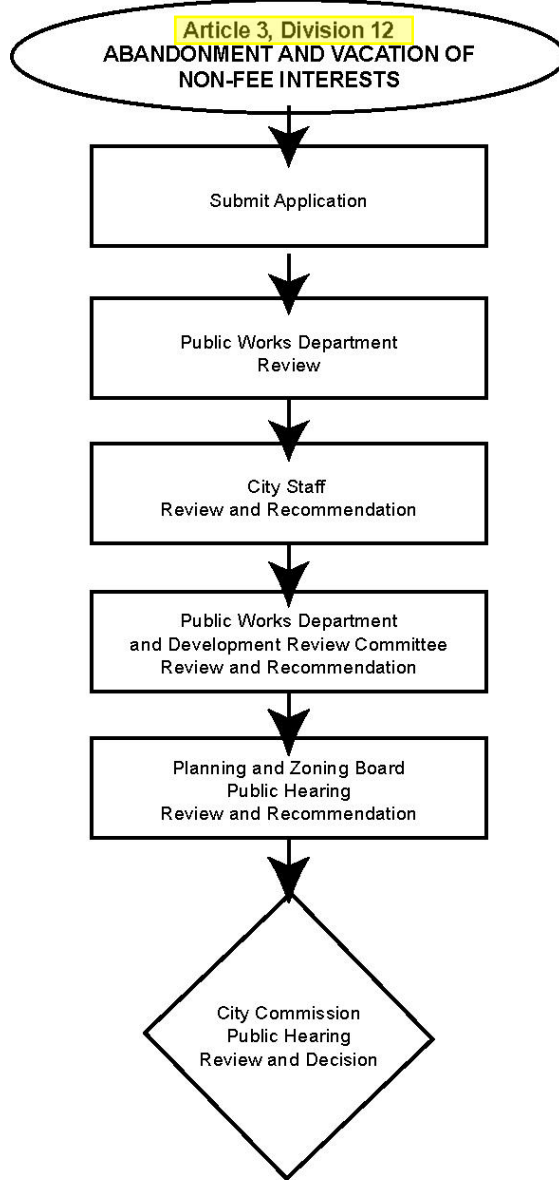 Article 3, Division 12
ABANDONMENT AND VACATION OF
NON-FEE INTERESTS
Submit Application
Public Works Department
Review
City Staff
Review and Recommendation
Public Works Department
and Development Review Committee
Review and Recommendation
Planning and Zoning Board
Public Hearing
Review and Recommendation
City Commission
Public Hearing
Review and Decision